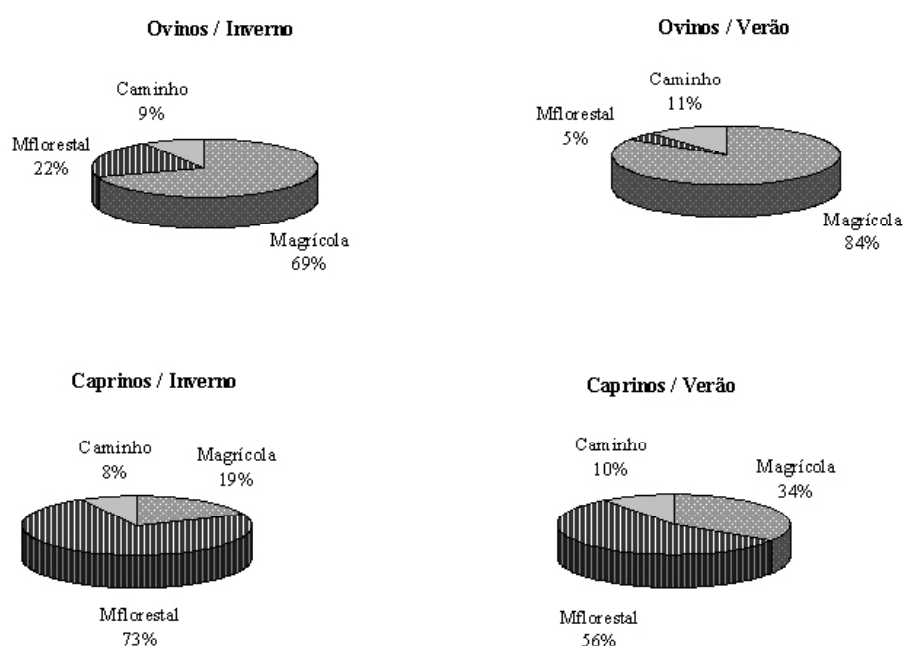 Ovinos / Inverno
Caminho
9%
Mflorestal
22%
Magrícola
69%
Ovinos / Verão
Caminho
11%
Mflorestal
5%
Magrícola
84%
Caprinos / Inverno
Caminho
8%
Magrícola
19%
Mflorestal
73%
Caprinos / Verão
Caminho
10%
Magrícola
34%
Mflorestal
56%